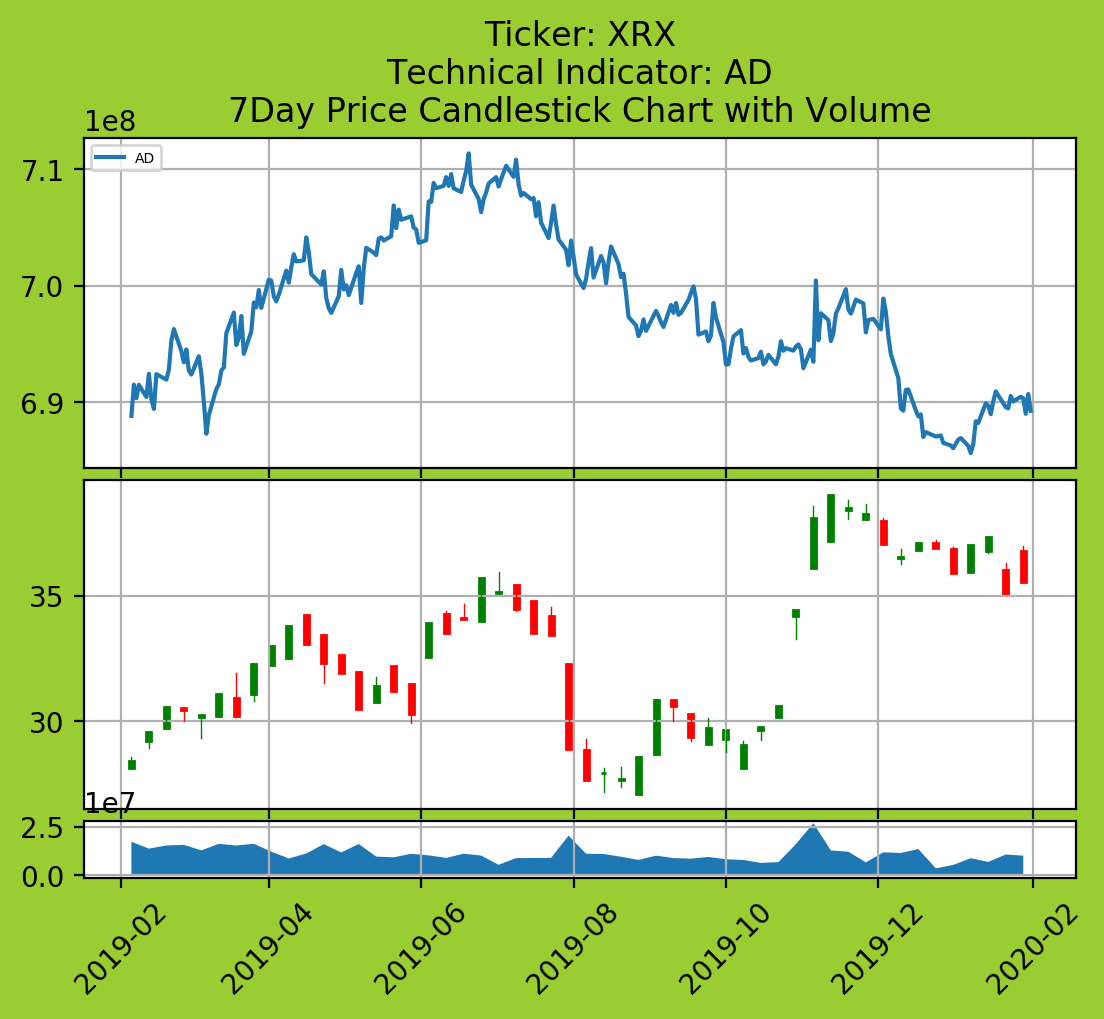 Ticker: XRX
Technical Indicator: AD
7Day Price Candlestick Chart with Volume
1e8
AD
7.1
7.0
6.9
35
30
1e7
2.5
0.0
2019-02
2019-04
2019-06
2019-08
2019-10
2019-12
2020-02